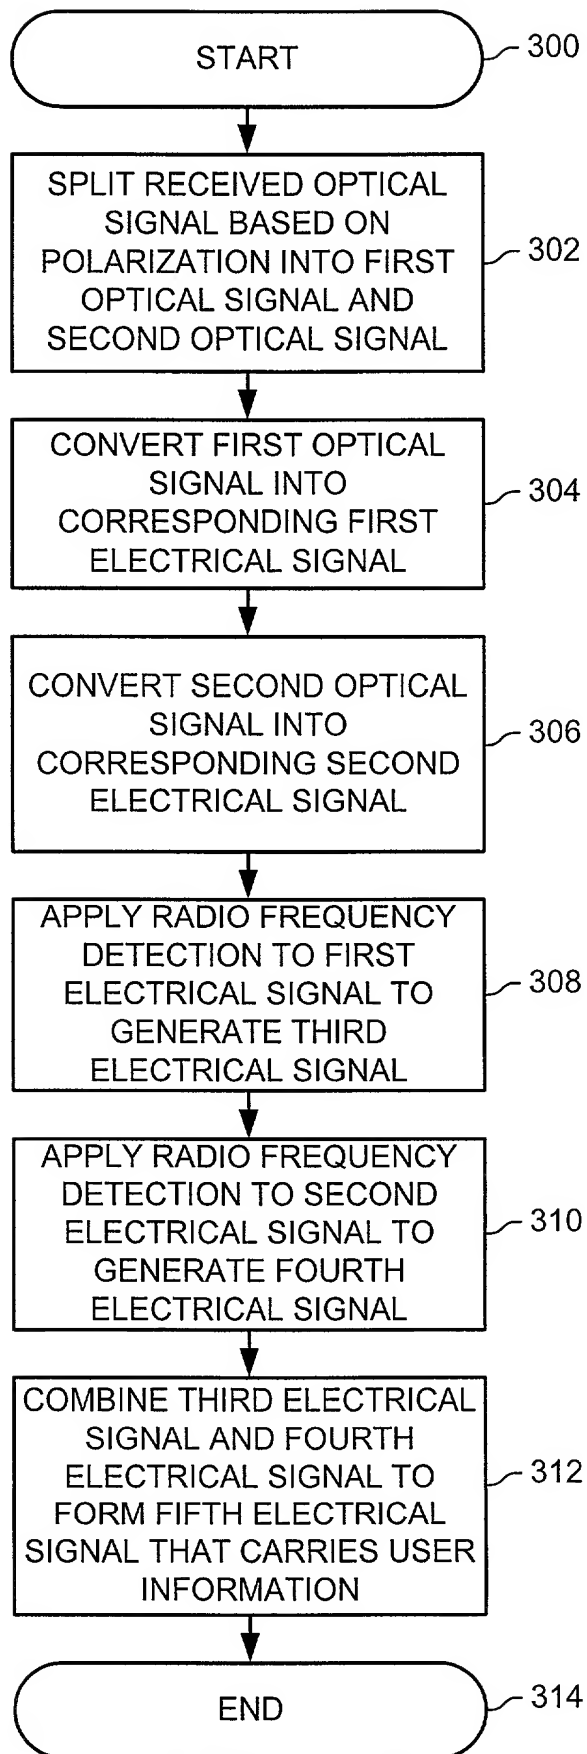 START
300
SPLIT RECEIVED OPTICAL
SIGNAL BASED ON
POLARIZATION INTO FIRST
OPTICAL SIGNAL AND
SECOND OPTICAL SIGNAL
302
CONVERT FIRST OPTICAL
SIGNAL INTO
CORRESPONDING FIRST
ELECTRICAL SIGNAL
304
CONVERT SECOND OPTICAL
SIGNAL INTO
CORRESPONDING SECOND
ELECTRICAL SIGNAL
306
APPLY RADIO FREQUENCY
DETECTION TO FIRST
ELECTRICAL SIGNAL TO
GENERATE THIRD
ELECTRICAL SIGNAL
308
APPLY RADIO FREQUENCY
DETECTION TO SECOND
ELECTRICAL SIGNAL TO
GENERATE FOURTH
ELECTRICAL SIGNAL
310
COMBINE THIRD ELECTRICAL
SIGNAL AND FOURTH
ELECTRICAL SIGNAL TO
FORM FIFTH ELECTRICAL
SIGNAL THAT CARRIES USER
INFORMATION
312
END
314